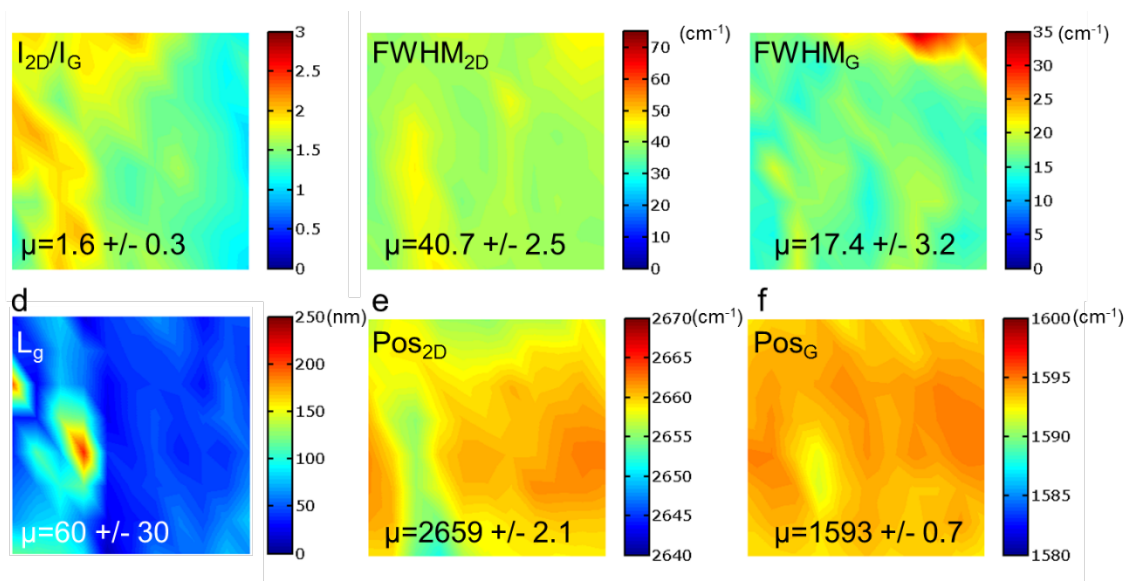 I2D/IG
3
2.5
2
1.5
1
0.5
0
μ=1.6 +/- 0.3
FWHM2D
(cm-1)
70
60
50
40
30
20
10
0
μ=40.7 +/- 2.5
FWHMG
(cm-1)
35
30
25
20
15
10
5
0
μ=17.4 +/- 3.2
d
Lg
(nm)
250
200
150
100
50
0
μ=60 +/- 30
e
Pos2D
(cm-1)
2670
2665
2660
2655
2650
2645
2640
μ=2659 +/- 2.1
f
PosG
(cm-1)
1600
1595
1590
1585
1580
μ=1593 +/- 0.7